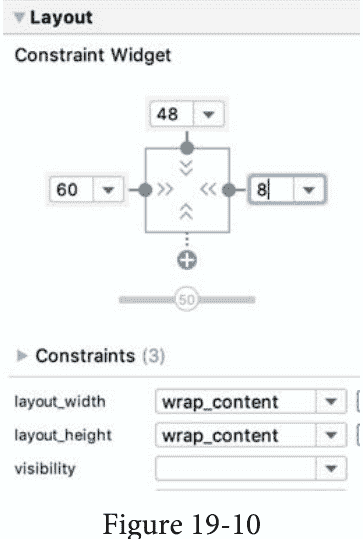 Layout
Constraint Widget
48
60
8
50
Constraints (3)
layout_width wrap_content
layout_height wrap_content
visibility
Figure 19-10